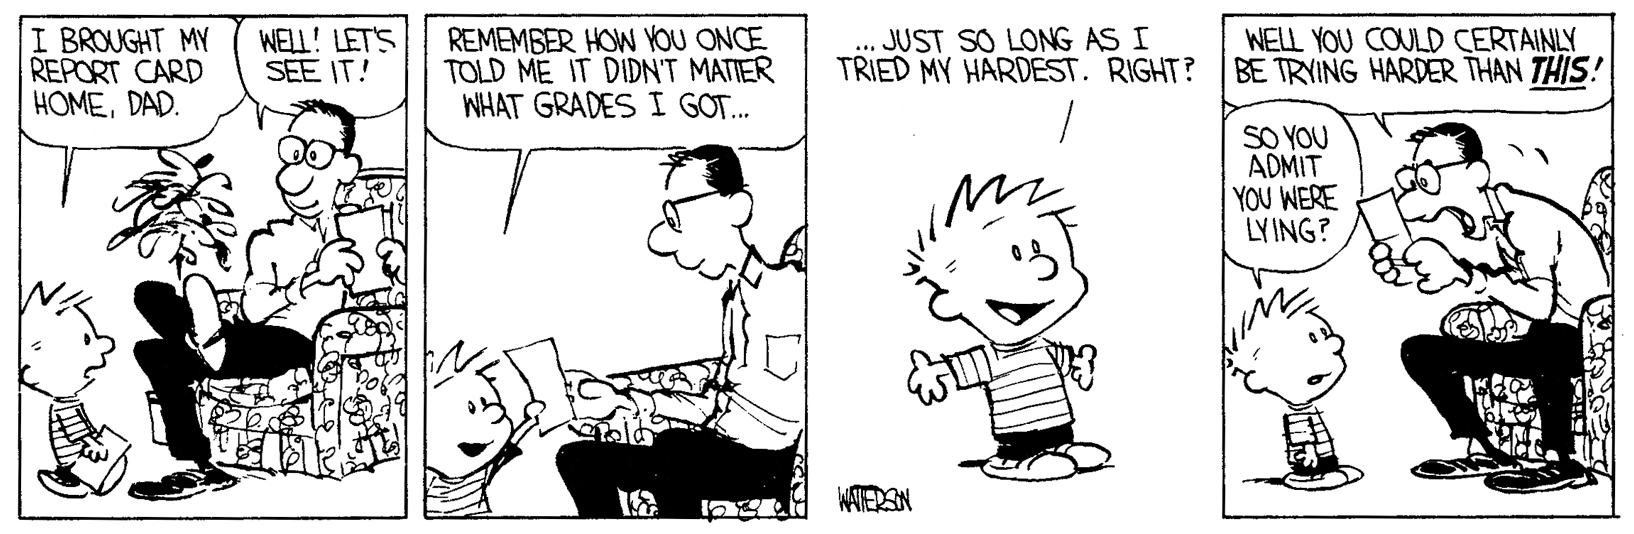 I BROUGHT MY
REPORT CARD
HOME, DAD.
WELL! LET'S
SEE IT!
REMEMBER HOW YOU ONCE
TOLD ME IT DIDN'T MATTER
WHAT GRADES I GOT...
...JUST SO LONG AS I
TRIED MY HARDEST. RIGHT?
WATTERSON
WELL YOU COULD CERTAINLY
BE TRYING HARDER THAN THIS!
SO YOU
ADMIT
YOU WERE
LYING?